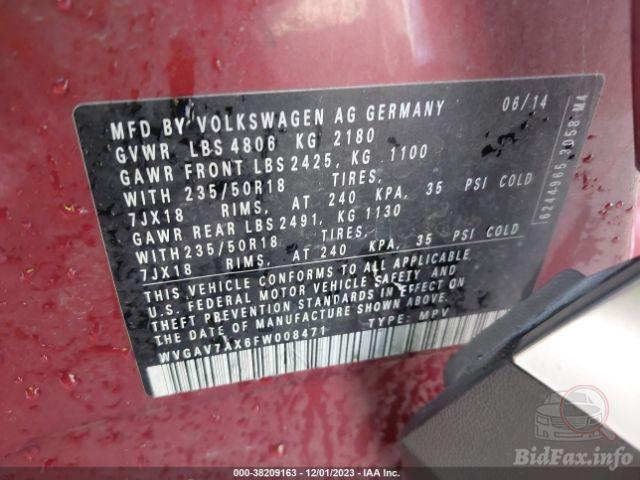 MFD BY VOLKSWAGEN AG GERMANY 06/14
GVWR LBS 4806 KG 2180
GAWR FRONT LBS 2425, KG 1100
WITH 235/50R18 TIRES,
7JX18 RIMS, AT 240 KPA, 35 PSI COLD
GAWR REAR LBS 2491, KG 1130
WITH 235/50R18 TIRES,
7JX18 RIMS, AT 240 KPA, 35 PSI COLD
THIS VEHICLE CONFORMS TO ALL APPLICABLE
U.S. FEDERAL MOTOR VEHICLE SAFETY AND
THEFT PREVENTION STANDARDS IN EFFECT ON
THE DATE OF MANUFACTURE SHOWN ABOVE.
WVGAV7AX6FW008471 TYPE: MPV
6244965 3D58-M4
BidFax.info
000-38209163 - 12/01/2023 - IAA Inc.